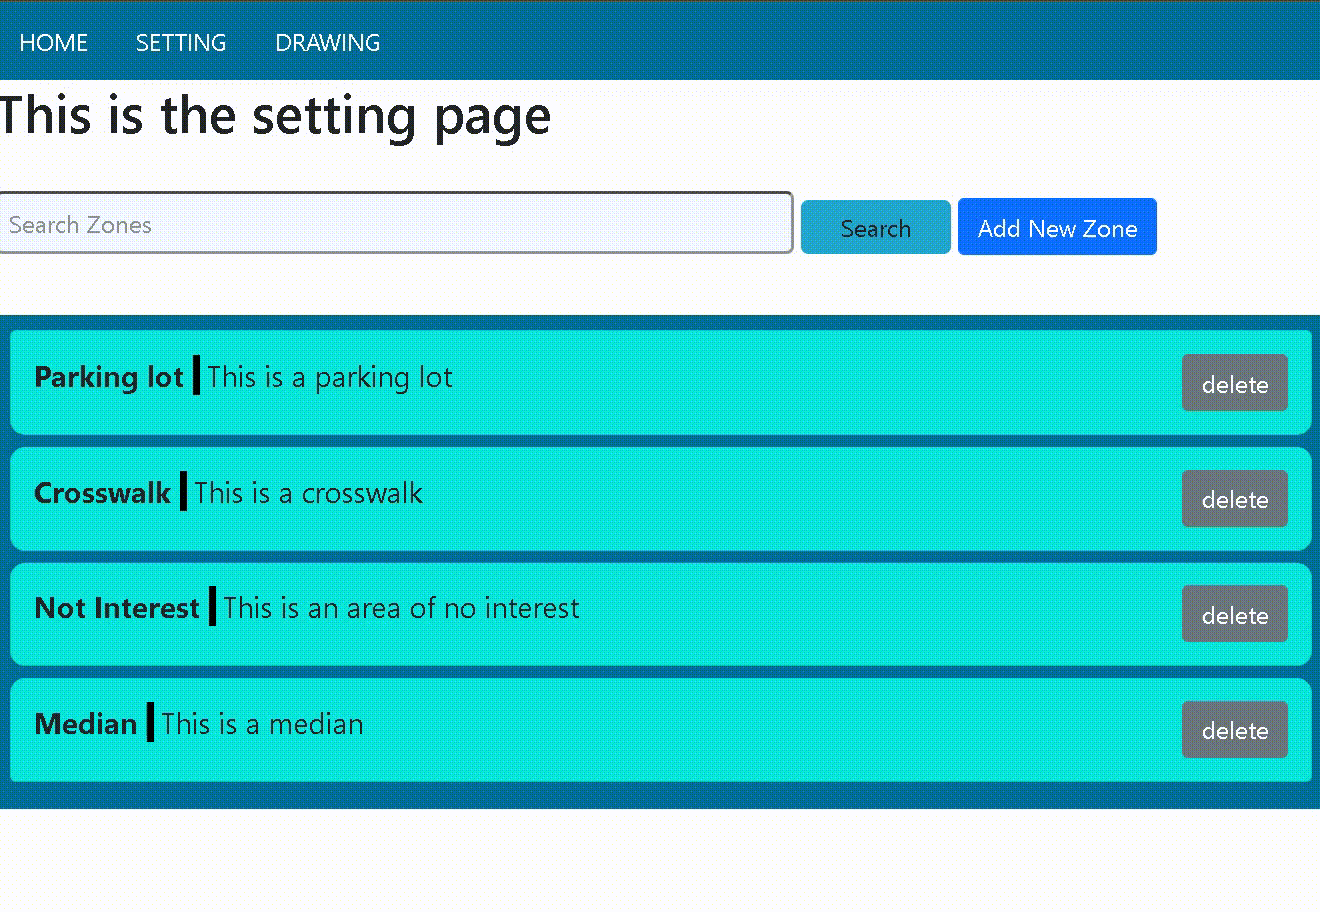 HOME SETTING DRAWING
This is the setting page
Search Zones Search Add New Zone
Parking lot This is a parking lot delete
Crosswalk This is a crosswalk delete
Not Interest This is an area of no interest delete
Median This is a median delete